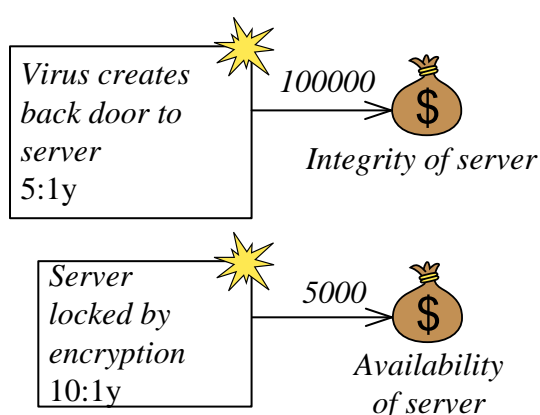 Virus creates
back door to
server
5:1y
100000
$
Integrity of server
Server
locked by
encryption
10:1y
5000
$
Availability
of server